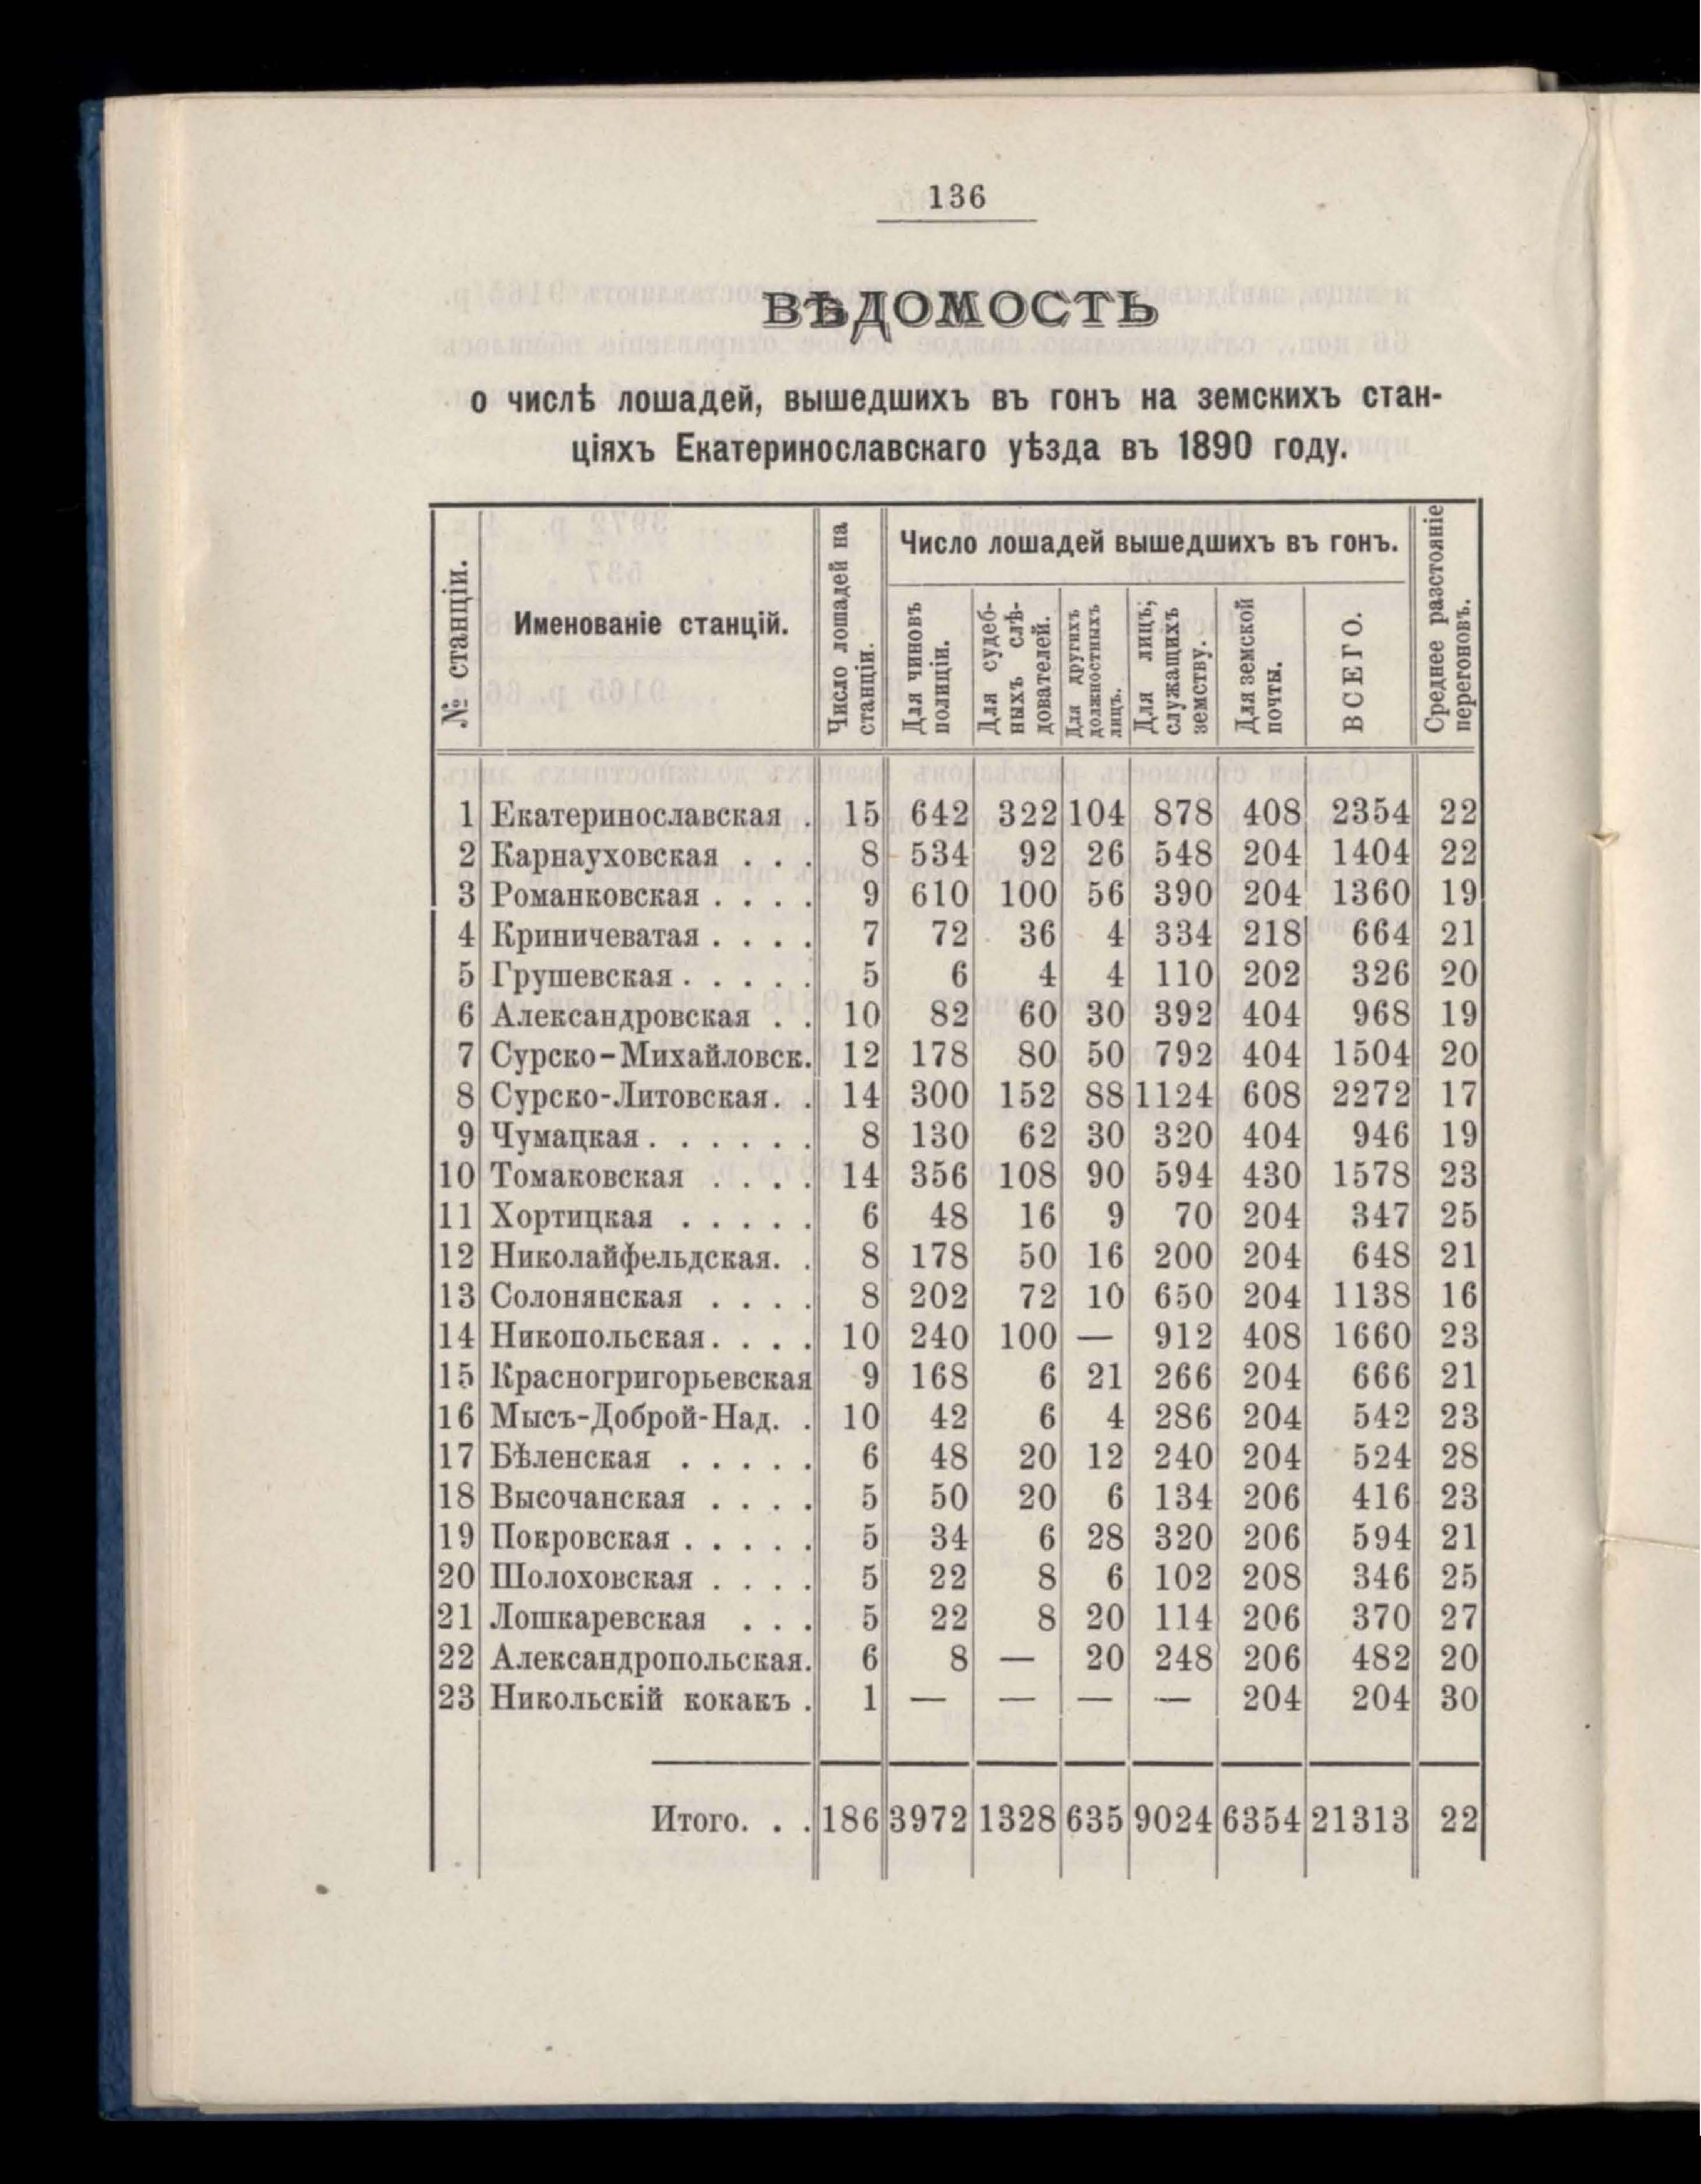 136
ВѢДОМОСТЬ
о числѣ лошадей, вышедшихъ въ гонъ на земскихъ стан-
ціяхъ Екатеринославскаго уѣзда въ 1890 году.
№ станціи.
Именованіе станцій.
Число лошадей на
станціи.
Число лошадей вышедшихъ въ гонъ.
Для чиновъ
полиціи.
Для судеб-
ныхъ слѣ-
дователей.
Для другихъ
должностныхъ
лицъ.
Для лицъ,
служащихъ
земству.
Для земской
почты.
ВСЕГО.
Среднее разстояніе
перегоновъ.
1 Екатеринославская . 15 642 322 104 878 408 2354 22
2 Карнауховская . . . 8 534 92 26 548 204 1404 22
3 Романковская . . . . 9 610 100 56 390 204 1360 19
4 Криничеватая . . . . 7 72 36 4 334 218 664 21
5 Грушевская . . . . . 5 6 4 4 110 202 326 20
6 Александровская . . 10 82 60 30 392 404 968 19
7 Сурско-Михайловск. 12 178 80 50 792 404 1504 20
8 Сурско-Литовская. . 14 300 152 88 1124 608 2272 17
9 Чумацкая . . . . . . 8 130 62 30 320 404 946 19
10 Томаковская . . . . 14 356 108 90 594 430 1578 23
11 Хортицкая . . . . . 6 48 16 9 70 204 347 25
12 Николайфельдская. . 8 178 50 16 200 204 648 21
13 Солонянская . . . . 8 202 72 10 650 204 1138 16
14 Никопольская . . . . 10 240 100 — 912 408 1660 23
15 Красногригорьевская 9 168 6 21 266 204 666 21
16 Мысъ-Доброй-Над. . 10 42 6 4 286 204 542 23
17 Бѣленская . . . . . 6 48 20 12 240 204 524 28
18 Высочанская . . . . 5 50 20 6 134 206 416 23
19 Покровская . . . . . 5 34 6 28 320 206 594 21
20 Шолоховская . . . . 5 22 8 6 102 208 346 25
21 Лошкаревская . . . 5 22 8 20 114 206 370 27
22 Александропольская. 6 8 — 20 248 206 482 20
23 Никольскій кокакъ . 1 — — — — 204 204 30
Итого. . . 186 3972 1328 635 9024 6354 21313 22